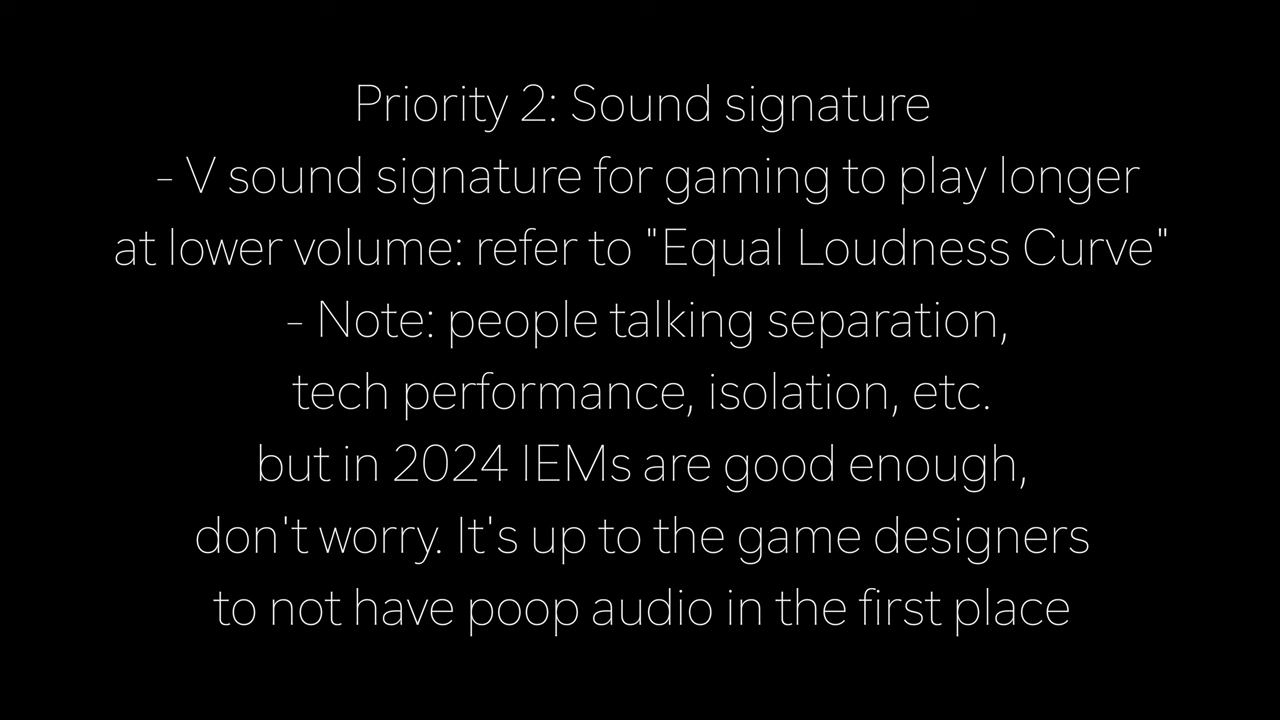 Priority 2: Sound signature
- V sound signature for gaming to play longer
at lower volume: refer to "Equal Loudness Curve"
- Note: people talking separation,
tech performance, isolation, etc.
but in 2024 IEMs are good enough,
don't worry. It's up to the game designers
to not have poop audio in the first place